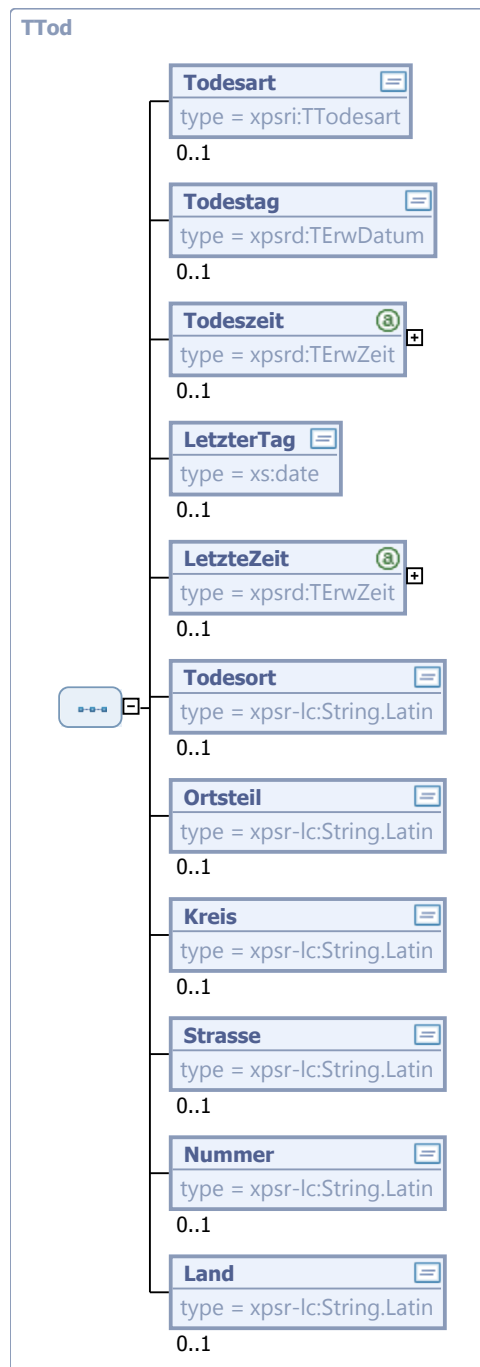 TTod
Todesart
type = xpsri:TTodesart
0..1
Todestag
type = xpsrd:TErwDatum
0..1
Todeszeit
type = xpsrd:TErwZeit
0..1
LetzterTag
type = xs:date
0..1
LetzteZeit
type = xpsrd:TErwZeit
0..1
Todesort
type = xpsr-lc:String.Latin
0..1
Ortsteil
type = xpsr-lc:String.Latin
0..1
Kreis
type = xpsr-lc:String.Latin
0..1
Strasse
type = xpsr-lc:String.Latin
0..1
Nummer
type = xpsr-lc:String.Latin
0..1
Land
type = xpsr-lc:String.Latin
0..1